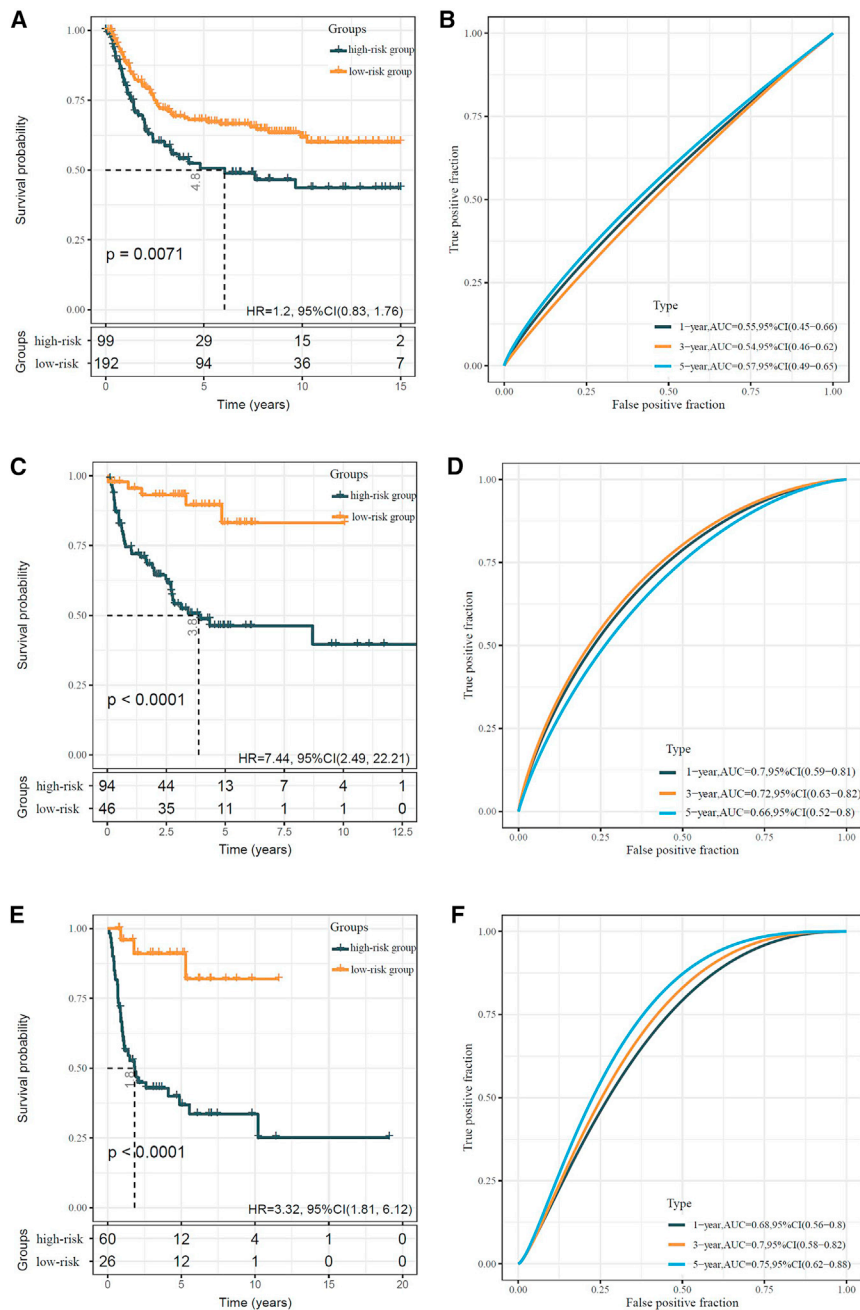 A
Groups
high-risk group
low-risk group
1.00
0.75
0.50
0.25
0.00
Survival probability
4.8
p = 0.0071
HR=1.2, 95%CI(0.83, 1.76)
Groups
high-risk 99 29 15 2
low-risk 192 94 36 7
0 5 10 15
Time (years)
B
1.00
0.75
0.50
0.25
0.00
True positive fraction
Type
1−year,AUC=0.55,95%CI(0.45−0.66)
3−year,AUC=0.54,95%CI(0.46−0.62)
5−year,AUC=0.57,95%CI(0.49−0.65)
0.00 0.25 0.50 0.75 1.00
False positive fraction
C
Groups
high-risk group
low-risk group
1.00
0.75
0.50
0.25
0.00
Survival probability
3.8
p < 0.0001
HR=7.44, 95%CI(2.49, 22.21)
Groups
high-risk 94 44 13 7 4 1
low-risk 46 35 11 1 1 0
0 2.5 5 7.5 10 12.5
Time (years)
D
1.00
0.75
0.50
0.25
0.00
True positive fraction
Type
1−year,AUC=0.7,95%CI(0.59−0.81)
3−year,AUC=0.72,95%CI(0.63−0.82)
5−year,AUC=0.66,95%CI(0.52−0.8)
0.00 0.25 0.50 0.75 1.00
False positive fraction
E
Groups
high-risk group
low-risk group
1.00
0.75
0.50
0.25
0.00
Survival probability
1.8
p < 0.0001
HR=3.32, 95%CI(1.81, 6.12)
Groups
high-risk 60 12 4 1 0
low-risk 26 12 1 0 0
0 5 10 15 20
Time (years)
F
1.00
0.75
0.50
0.25
0.00
True positive fraction
Type
1−year,AUC=0.68,95%CI(0.56−0.8)
3−year,AUC=0.7,95%CI(0.58−0.82)
5−year,AUC=0.75,95%CI(0.62−0.88)
0.00 0.25 0.50 0.75 1.00
False positive fraction